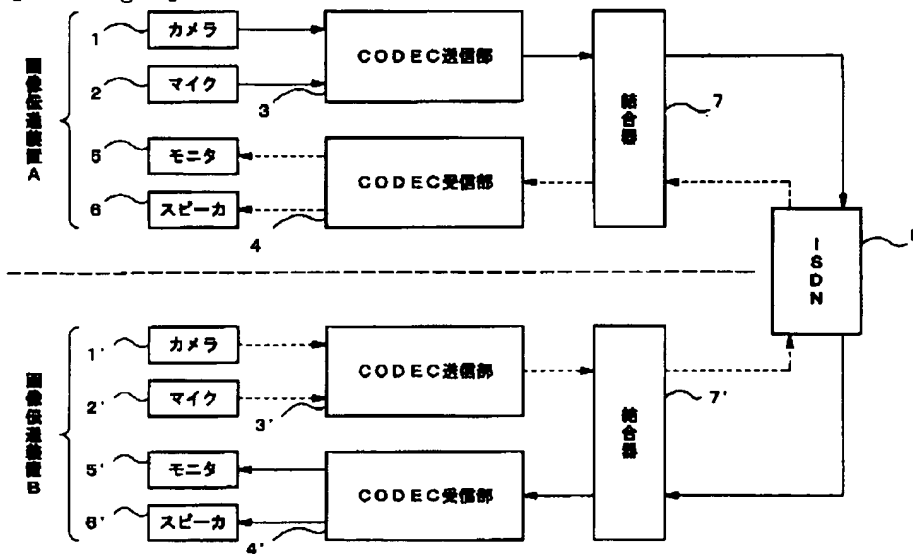 1
カメラ
CODEC送信部
2
マイク
3
結合器
7
画像伝送装置A
5
モニタ
CODEC受信部
6
スピーカ
4
ISDN
1'
カメラ
CODEC送信部
2'
マイク
3'
結合器
7'
画像伝送装置B
5'
モニタ
CODEC受信部
6'
スピーカ
4'